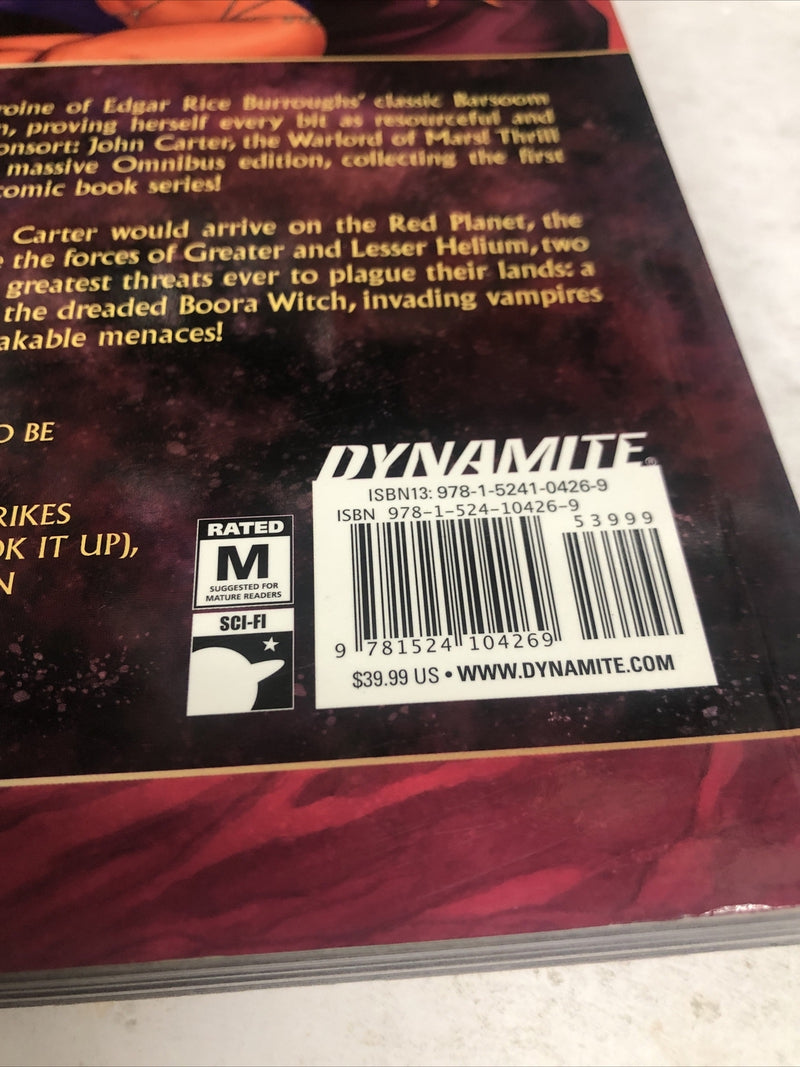 roine of Edgar Rice Burroughs' classic Barsoom
n, proving herself every bit as resourceful and
onsort: John Carter, the Warlord of Mars! Thrill
massive Omnibus edition, collecting the first
comic book series!
Carter would arrive on the Red Planet, the
e the forces of Greater and Lesser Helium, two
greatest threats ever to plague their lands: a
the dreaded Boora Witch, invading vampires
akable menaces!
O BE
RIKES
OK IT UP),
N
DYNAMITE®
ISBN13: 978-1-5241-0426-9
ISBN 978-1-524-10426-9
53999
9 781524 104269
$39.99 US • WWW.DYNAMITE.COM
RATED
M
SUGGESTED FOR
MATURE READERS
SCI-FI